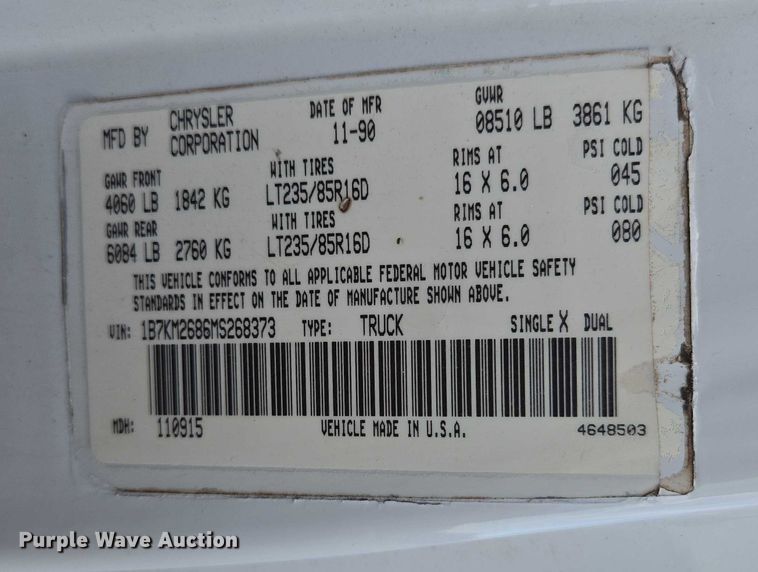 MFD BY CHRYSLER CORPORATION DATE OF MFR 11-90 GVWR 08510 LB 3861 KG
GAWR FRONT WITH TIRES RIMS AT PSI COLD
4060 LB 1842 KG LT235/85R16D 16 X 6.0 045
GAWR REAR WITH TIRES RIMS AT PSI COLD
6084 LB 2760 KG LT235/85R16D 16 X 6.0 080
THIS VEHICLE CONFORMS TO ALL APPLICABLE FEDERAL MOTOR VEHICLE SAFETY
STANDARDS IN EFFECT ON THE DATE OF MANUFACTURE SHOWN ABOVE.
VIN: 1B7KM2686MS268373 TYPE: TRUCK SINGLE X DUAL
MDH: 110915 VEHICLE MADE IN U.S.A. 4648503
Purple Wave Auction